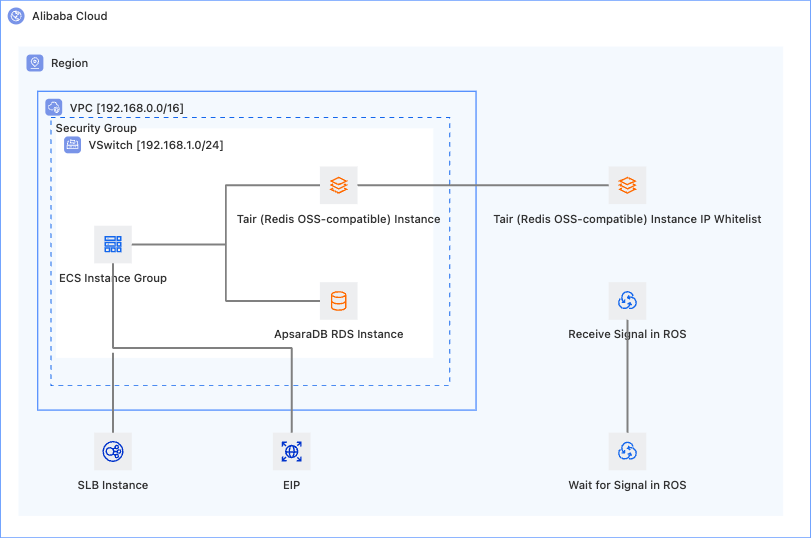 Alibaba Cloud
Region
VPC [192.168.0.0/16]
Security Group
VSwitch [192.168.1.0/24]
Tair (Redis OSS-compatible) Instance
Tair (Redis OSS-compatible) Instance IP Whitelist
ECS Instance Group
ApsaraDB RDS Instance
Receive Signal in ROS
SLB Instance
EIP
Wait for Signal in ROS